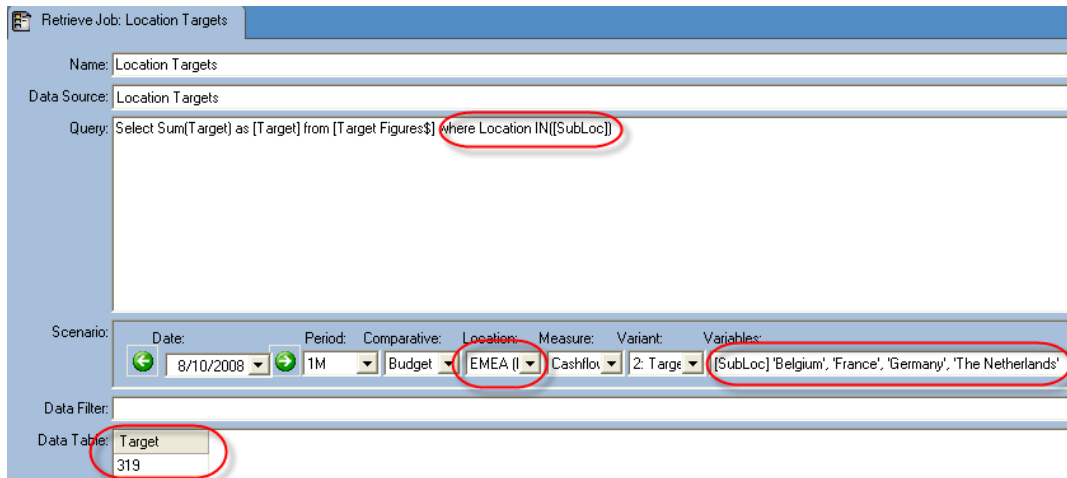 Retrieve Job: Location Targets
Name: Location Targets
Data Source: Location Targets
Query: Select Sum(Target) as [Target] from [Target Figures$] where Location IN([SubLoc])
Scenario: Date: Period: Comparative: Location: Measure: Variant: Variables:
8/10/2008 1M Budget EMEA ( Cashflo 2: Targe [SubLoc] 'Belgium', 'France', 'Germany', 'The Netherlands'
Data Filter:
Data Table: Target
319